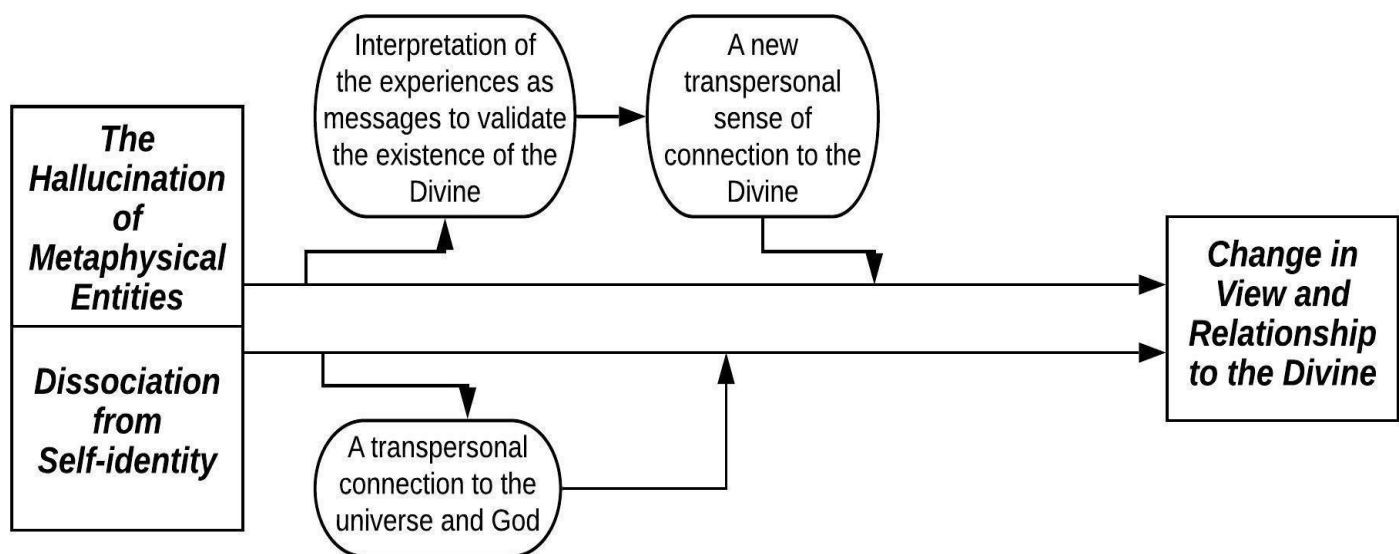 The
Hallucination
of
Metaphysical
Entities
Dissociation
from
Self-identity
Interpretation of
the experiences as
messages to validate
the existence of the
Divine
A new
transpersonal
sense of
connection to the
Divine
A transpersonal
connection to the
universe and God
Change in
View and
Relationship
to the Divine